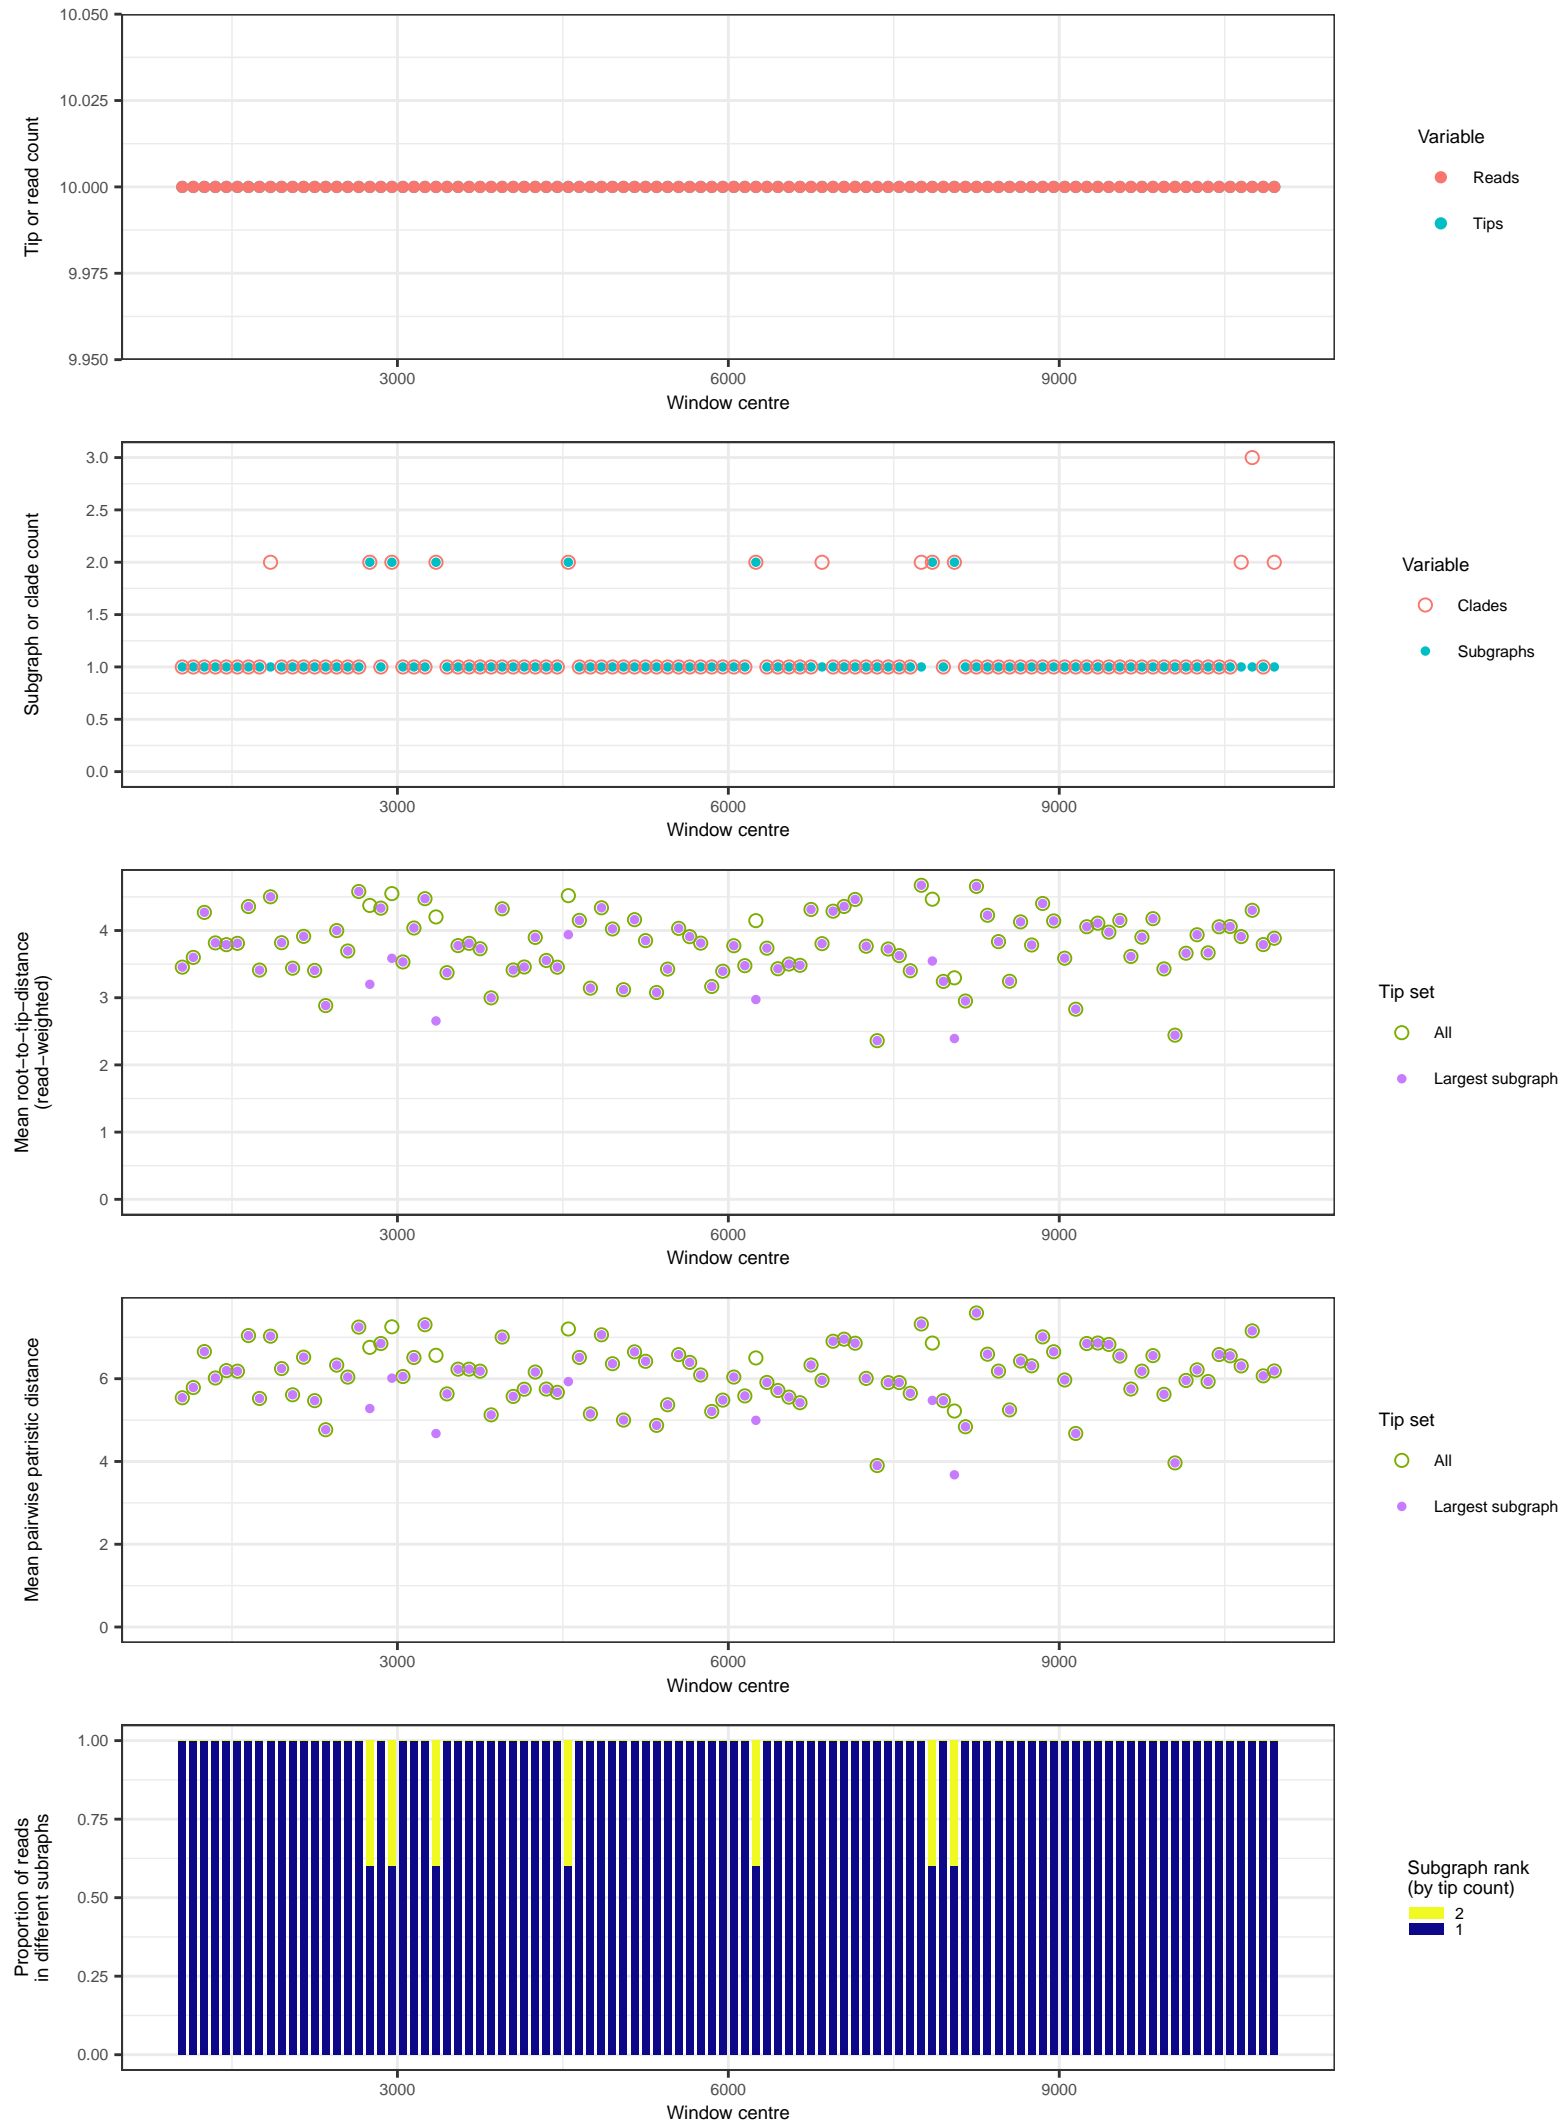 10.050
10.025
10.000
9.975
9.950
Tip or read count
3000
6000
9000
Window centre
Variable
Reads
Tips
3.0
2.5
2.0
1.5
1.0
0.5
0.0
Subgraph or clade count
3000
6000
9000
Window centre
Variable
Clades
Subgraphs
4
3
2
1
0
Mean root−to−tip−distance
(read−weighted)
3000
6000
9000
Window centre
Tip set
All
Largest subgraph
6
4
2
0
Mean pairwise patristic distance
3000
6000
9000
Window centre
Tip set
All
Largest subgraph
1.00
0.75
0.50
0.25
0.00
Proportion of reads
in different subraphs
3000
6000
9000
Window centre
Subgraph rank
(by tip count)
2
1